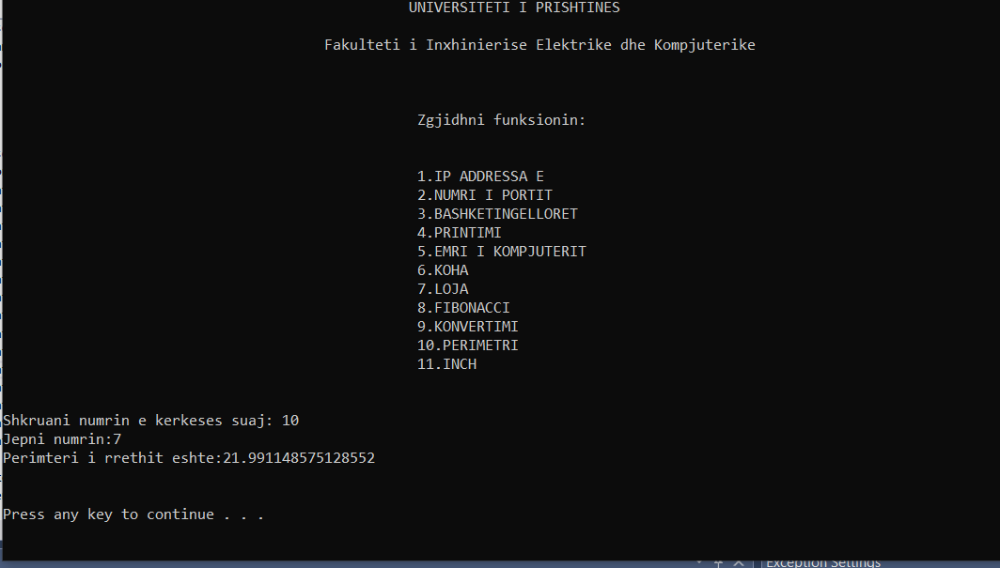 UNIVERSITETI I PRISHTINES
Fakulteti i Inxhinierise Elektrike dhe Kompjuterike
Zgjidhni funksionin:
1.IP ADDRESSA E
2.NUMRI I PORTIT
3.BASHKETINGELLORET
4.PRINTIMI
5.EMRI I KOMPJUTERIT
6.KOHA
7.LOJA
8.FIBONACCI
9.KONVERTIMI
10.PERIMETRI
11.INCH
Shkruani numrin e kerkeses suaj: 10
Jepni numrin:7
Perimteri i rrethit eshte:21.991148575128552
Press any key to continue . . .
Exception Settings